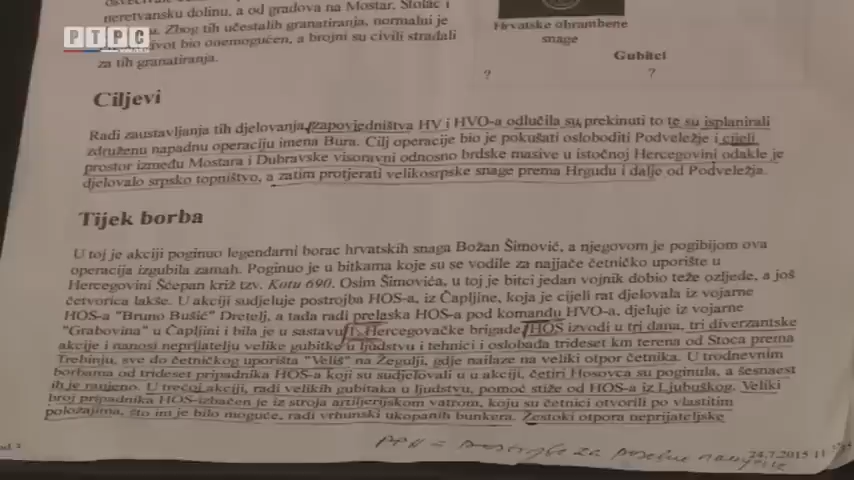 neretvansku dolinu, a od gradova na Mostar, Stolac i
Zbog tih učestalih granatiranja, normalni je
život bio onemogućen, a brojni su civili stradali
za tih granatiranja.
РТРС
Hrvatske obrambene
snage
Gubitci
? ?
Ciljevi
Radi zaustavljanja tih djelovanja, zapovjedništva HV i HVO-a odlučila su prekinuti to te su isplanirali
združenu napadnu operaciju imena Bura. Cilj operacije bio je pokušati osloboditi Podveležje i cijeli
prostor između Mostara i Dubravske visoravni odnosno brdske masive u istočnoj Hercegovini odakle je
djelovalo srpsko topništvo, a zatim protjerati velikosrpske snage prema Hrgudu i dalje od Podveležja.
Tijek borba
U toj je akciji poginuo legendarni borac hrvatskih snaga Božan Šimović, a njegovom je pogibijom ova
operacija izgubila zamah. Poginuo je u bitkama koje su se vodile za najjače četničko uporište u
Hercegovini Šćepan križ tzv. Kotu 690. Osim Šimovića, u toj je bitci jedan vojnik dobio teže ozljede, a još
četvorica lakše. U akciji sudjeluje postrojba HOS-a, iz Čapljine, koja je cijeli rat djelovala iz vojarne
HOS-a "Bruno Bušić" Dretelj, a tada radi prelaska HOS-a pod komandu HVO-a, djeluje iz vojarne
"Grabovina" u Čapljini i bila je u sastavu 1. Hercegovačke brigade. HOS izvodi u tri dana, tri diverzantske
akcije i nanosi neprijatelju velike gubitke u ljudstvu i tehnici i oslobađa trideset km terena od Stoca prema
Trebinju, sve do četničkog uporišta "Veliš" na Žegulji, gdje nailaze na veliki otpor četnika. U trodnevnim
borbama od trideset pripadnika HOS-a koji su sudjelovali u u akciji, četiri Hosovca su poginula, a šesnaest
ih je ranjeno. U trećoj akciji, radi velikih gubitaka u ljudstvu, pomoć stiže od HOS-a iz Ljubuškog. Veliki
broj pripadnika HOS-izbačen je iz stroja artiljerijskom vatrom, koju su četnici otvorili po vlastitim
položajima, što im je bilo moguće, radi vrhunski ukopanih bunkera. Žestoki otpora neprijateljske
PPN = Postrojbe za posebne namjene
24.7.2015 11